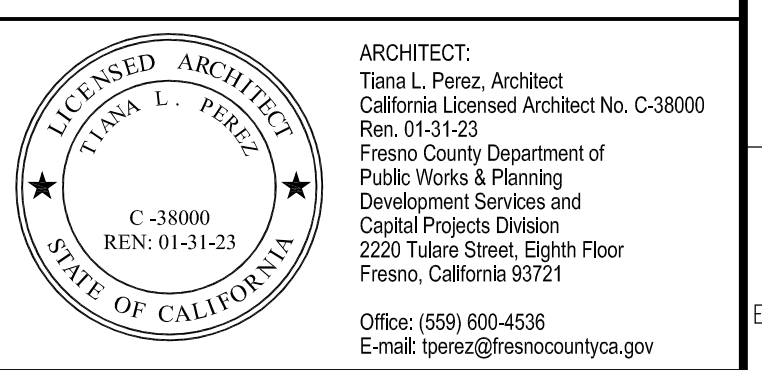 LICENSED ARCHITECT
TIANA L. PEREZ
C -38000
REN: 01-31-23
STATE OF CALIFORNIA
ARCHITECT:
Tiana L. Perez, Architect
California Licensed Architect No. C-38000
Ren. 01-31-23
Fresno County Department of
Public Works & Planning
Development Services and
Capital Projects Division
2220 Tulare Street, Eighth Floor
Fresno, California 93721
Office: (559) 600-4536
E-mail: tperez@fresnocountyca.gov
E